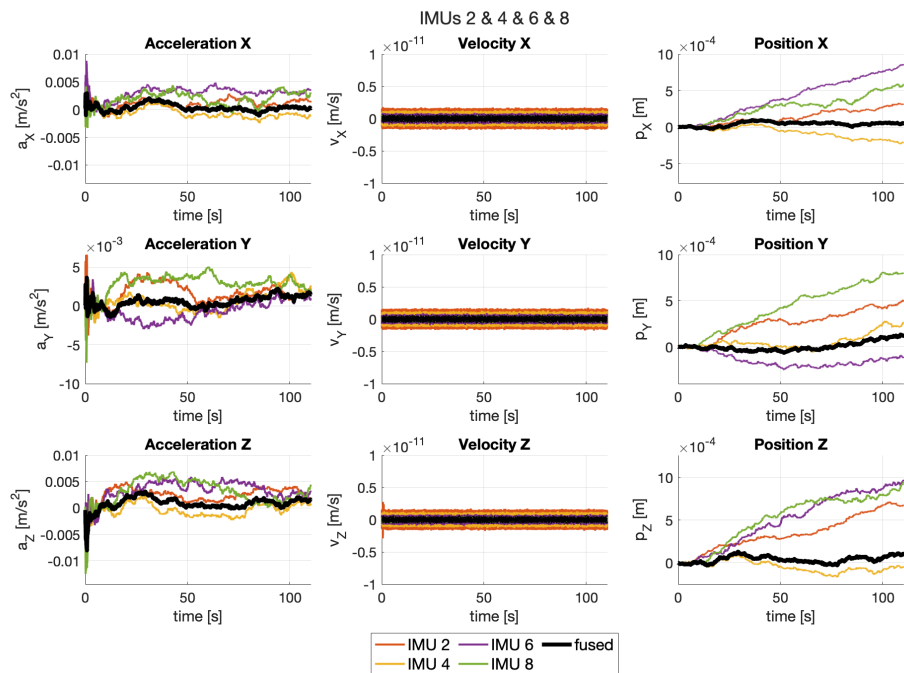 IMUs 2 & 4 & 6 & 8
Acceleration X
0.01
0.005
0
-0.005
-0.01
a_X [m/s²]
0 50 100
time [s]
Velocity X
×10⁻¹¹
1
0.5
0
-0.5
-1
v_X [m/s]
0 50 100
time [s]
Position X
×10⁻⁴
10
5
0
-5
p_X [m]
0 50 100
time [s]
Acceleration Y
×10⁻³
5
0
-5
-10
a_Y [m/s²]
0 50 100
time [s]
Velocity Y
×10⁻¹¹
1
0.5
0
-0.5
-1
v_Y [m/s]
0 50 100
time [s]
Position Y
×10⁻⁴
10
5
0
-5
p_Y [m]
0 50 100
time [s]
Acceleration Z
0.01
0.005
0
-0.005
-0.01
a_Z [m/s²]
0 50 100
time [s]
Velocity Z
×10⁻¹¹
1
0.5
0
-0.5
-1
v_Z [m/s]
0 50 100
time [s]
Position Z
×10⁻⁴
10
5
0
p_Z [m]
0 50 100
time [s]
IMU 2 IMU 6 fused
IMU 4 IMU 8